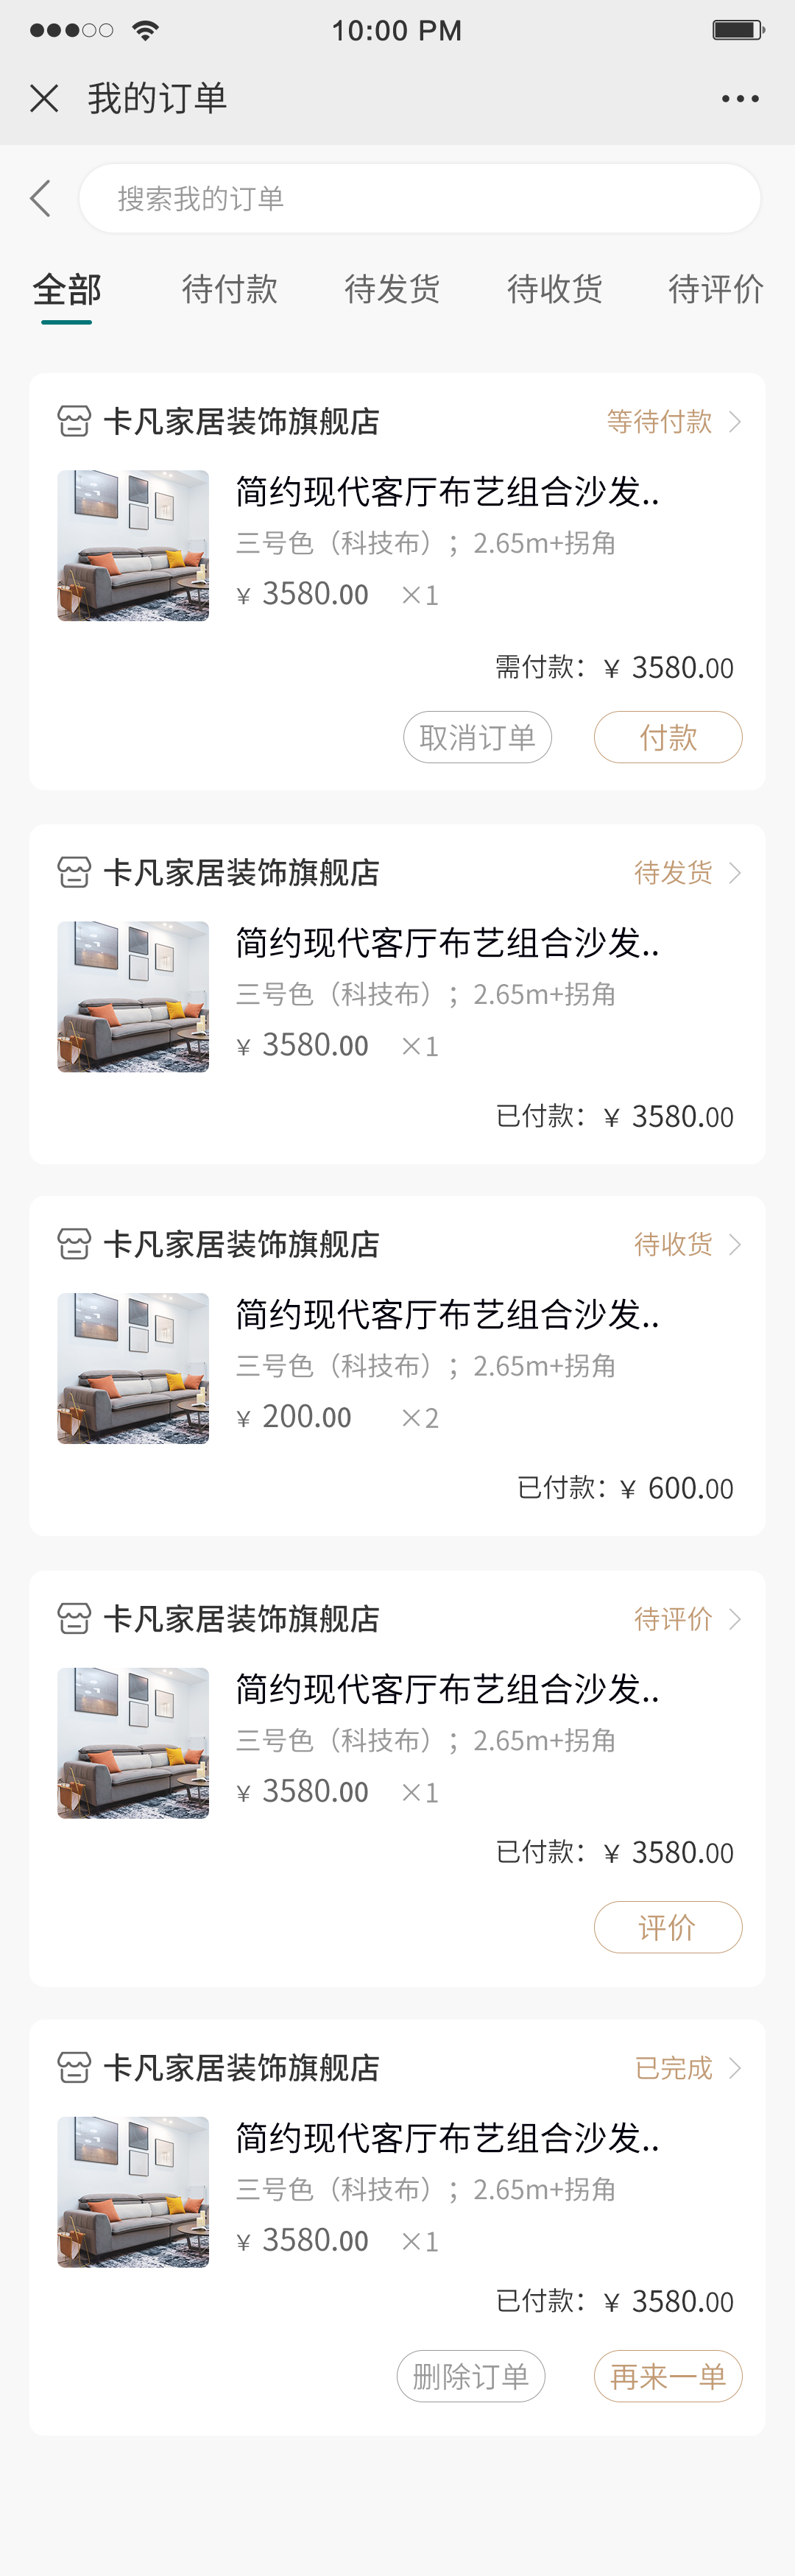 10:00 PM
我的订单
搜索我的订单
全部 待付款 待发货 待收货 待评价
卡凡家居装饰旗舰店 等待付款
简约现代客厅布艺组合沙发..
三号色（科技布）；2.65m+拐角
¥ 3580.00 ×1
需付款：¥ 3580.00
取消订单 付款
卡凡家居装饰旗舰店 待发货
简约现代客厅布艺组合沙发..
三号色（科技布）；2.65m+拐角
¥ 3580.00 ×1
已付款：¥ 3580.00
卡凡家居装饰旗舰店 待收货
简约现代客厅布艺组合沙发..
三号色（科技布）；2.65m+拐角
¥ 200.00 ×2
已付款：¥ 600.00
卡凡家居装饰旗舰店 待评价
简约现代客厅布艺组合沙发..
三号色（科技布）；2.65m+拐角
¥ 3580.00 ×1
已付款：¥ 3580.00
评价
卡凡家居装饰旗舰店 已完成
简约现代客厅布艺组合沙发..
三号色（科技布）；2.65m+拐角
¥ 3580.00 ×1
已付款：¥ 3580.00
删除订单 再来一单